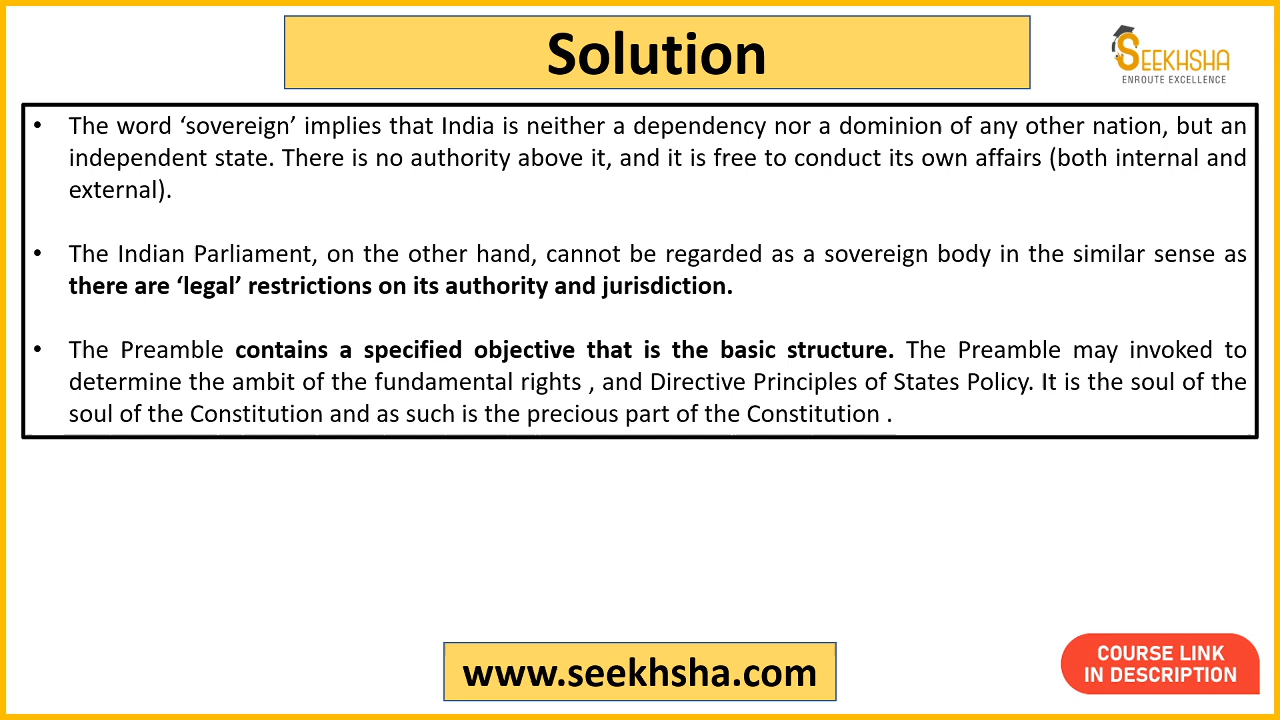 Solution
SEEKHSHA
ENROUTE EXCELLENCE
• The word ‘sovereign’ implies that India is neither a dependency nor a dominion of any other nation, but an
independent state. There is no authority above it, and it is free to conduct its own affairs (both internal and
external).
• The Indian Parliament, on the other hand, cannot be regarded as a sovereign body in the similar sense as
there are ‘legal’ restrictions on its authority and jurisdiction.
• The Preamble contains a specified objective that is the basic structure. The Preamble may invoked to
determine the ambit of the fundamental rights , and Directive Principles of States Policy. It is the soul of the
soul of the Constitution and as such is the precious part of the Constitution .
www.seekhsha.com
COURSE LINK
IN DESCRIPTION